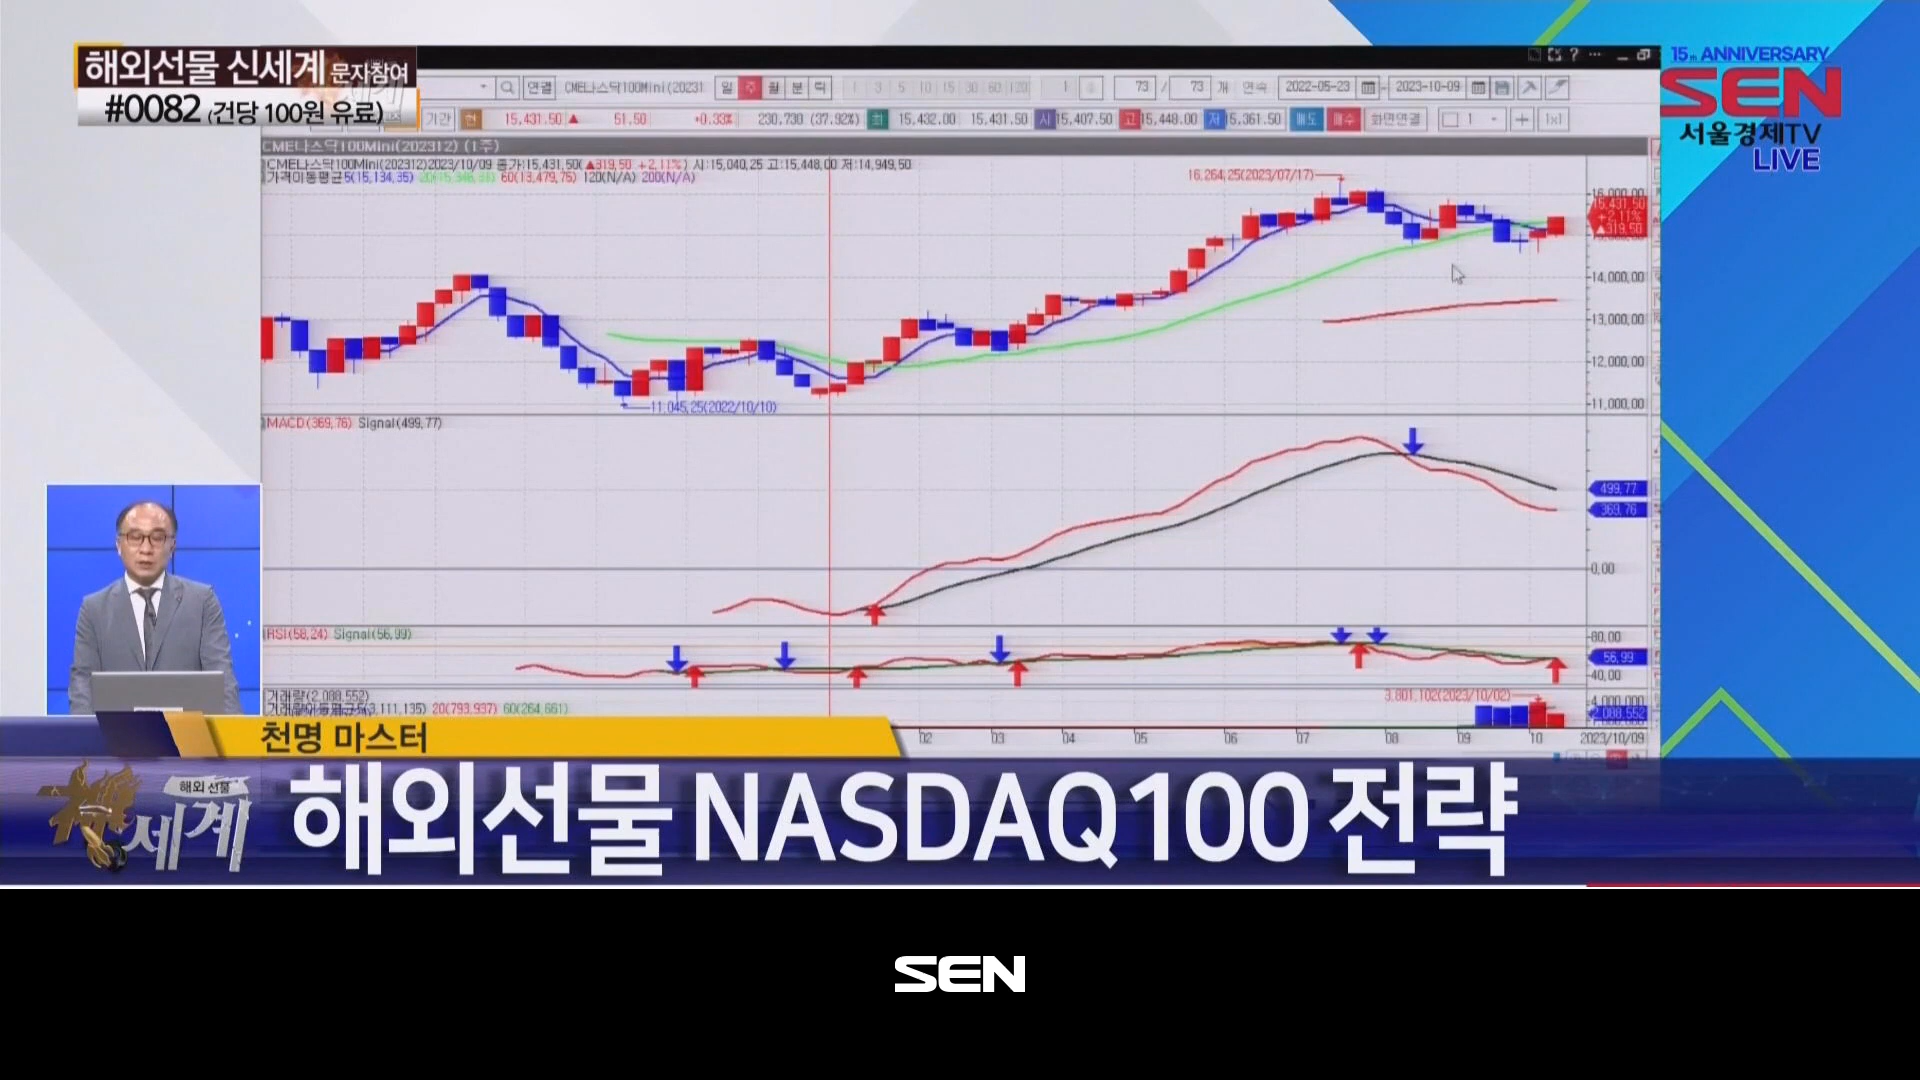 해외선물 신세계 문자참여
#0082 (건당 100원 유료)
15th ANNIVERSARY
SEN
서울경제TV
LIVE
연결 CME나스닥100Mini(20231 일 주 월 분 틱 1 3 5 10 15 30 60 120 1 73 / 73 개 연속 2022-05-23 - 2023-10-09
기간 현 15,431.50 ▲ 51.50 +0.33% 230,730 (37.92%) 15,432.00 15,431.50 시 15,407.50 고 15,448.00 저 15,361.50 매도 매수 화면연결 1
CME나스닥100Mini(202312) (1주)
CME나스닥100Mini(202312)2023/10/09 종가:15,431.50(▲319.50 +2.11%) 시:15,040.25 고:15,448.00 저:14,949.50
가격이동평균 5(15,134.35) 60(13,479.75) 120(N/A) 200(N/A)
16,264.25(2023/07/17)
16,000.00
15,431.50
+2.11%
▲319.50
14,000.00
13,000.00
12,000.00
11,000.00
11,045.25(2022/10/10)
MACD(369.76) Signal(499.77)
499.77
369.76
0.00
RSI(58.24) Signal(56.99)
80.00
56.99
40.00
거래량(2,088,552)
거래량이동평균5(3,111,135) 20(793,937) 60(264,661)
3,801,102(2023/10/02)
4,000,000
2,088,552
02 03 04 05 06 07 08 09 10 2023/10/09
천명 마스터
해외선물
세계
해외선물 NASDAQ100 전략
SEN